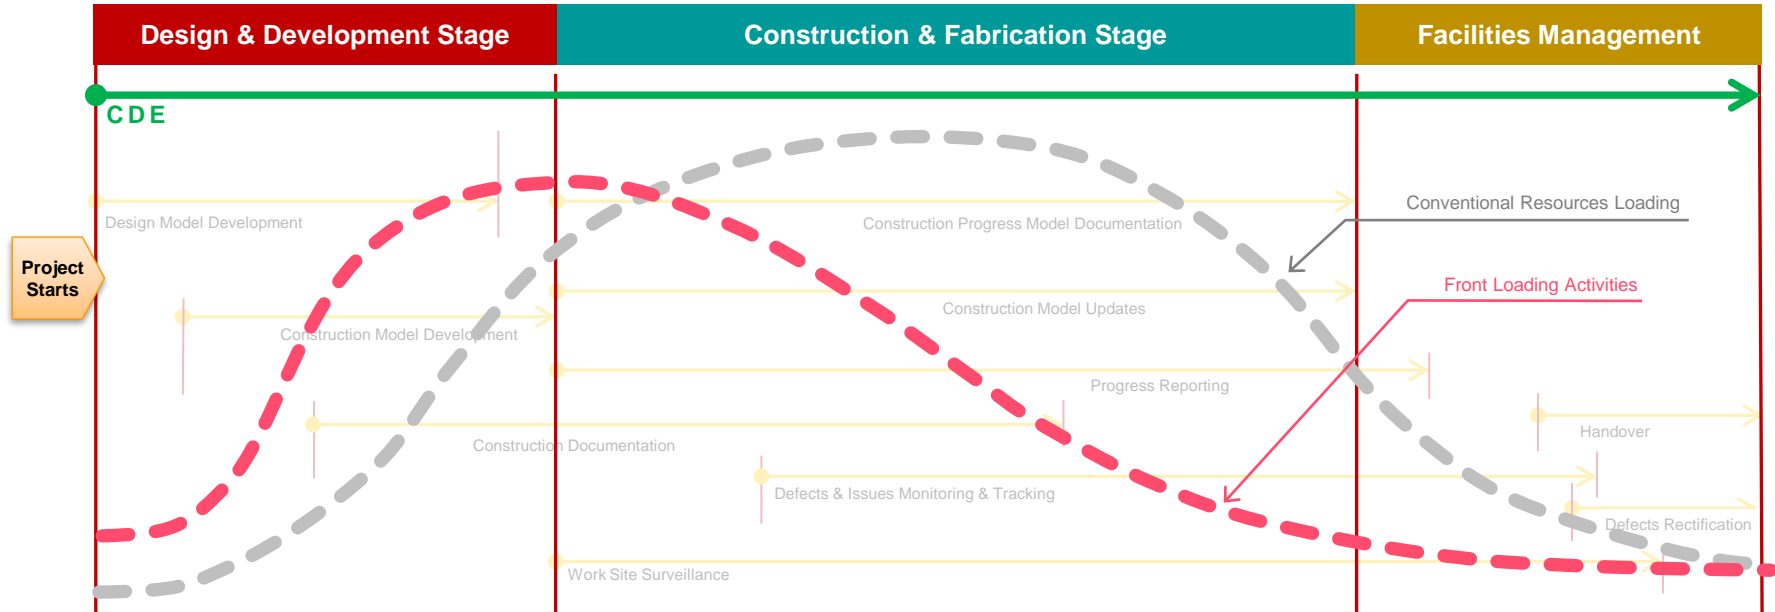 Design & Development Stage
Construction & Fabrication Stage
Facilities Management
CDE
Design Model Development
Construction Progress Model Documentation
Conventional Resources Loading
Project
Starts
Front Loading Activities
Construction Model Updates
Construction Model Development
Progress Reporting
Handover
Construction Documentation
Defects & Issues Monitoring & Tracking
Defects Rectification
Work Site Surveillance